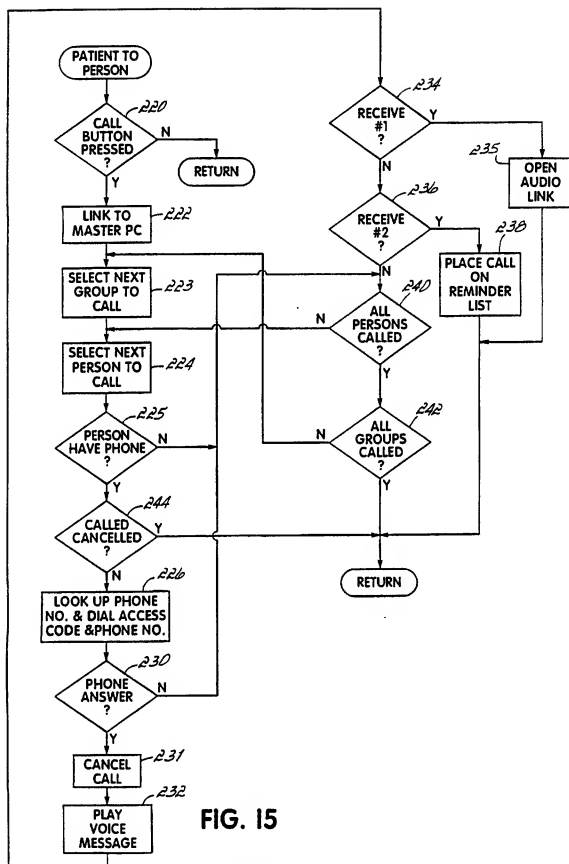 PATIENT TO
PERSON
220
CALL
BUTTON
PRESSED
?
N
RETURN
Y
LINK TO
MASTER PC
222
SELECT NEXT
GROUP TO
CALL
223
SELECT NEXT
PERSON TO
CALL
224
225
PERSON
HAVE PHONE
?
N
Y
244
CALLED
CANCELLED
?
Y
N
226
LOOK UP PHONE
NO. & DIAL ACCESS
CODE &PHONE NO.
230
PHONE
ANSWER
?
N
Y
CANCEL
CALL
231
232
PLAY
VOICE
MESSAGE
234
RECEIVE
#1
?
Y
N
235
OPEN
AUDIO
LINK
236
RECEIVE
#2
?
Y
N
238
PLACE CALL
ON
REMINDER
LIST
240
ALL
PERSONS
CALLED
?
N
Y
242
ALL
GROUPS
CALLED
?
N
Y
RETURN
FIG. 15